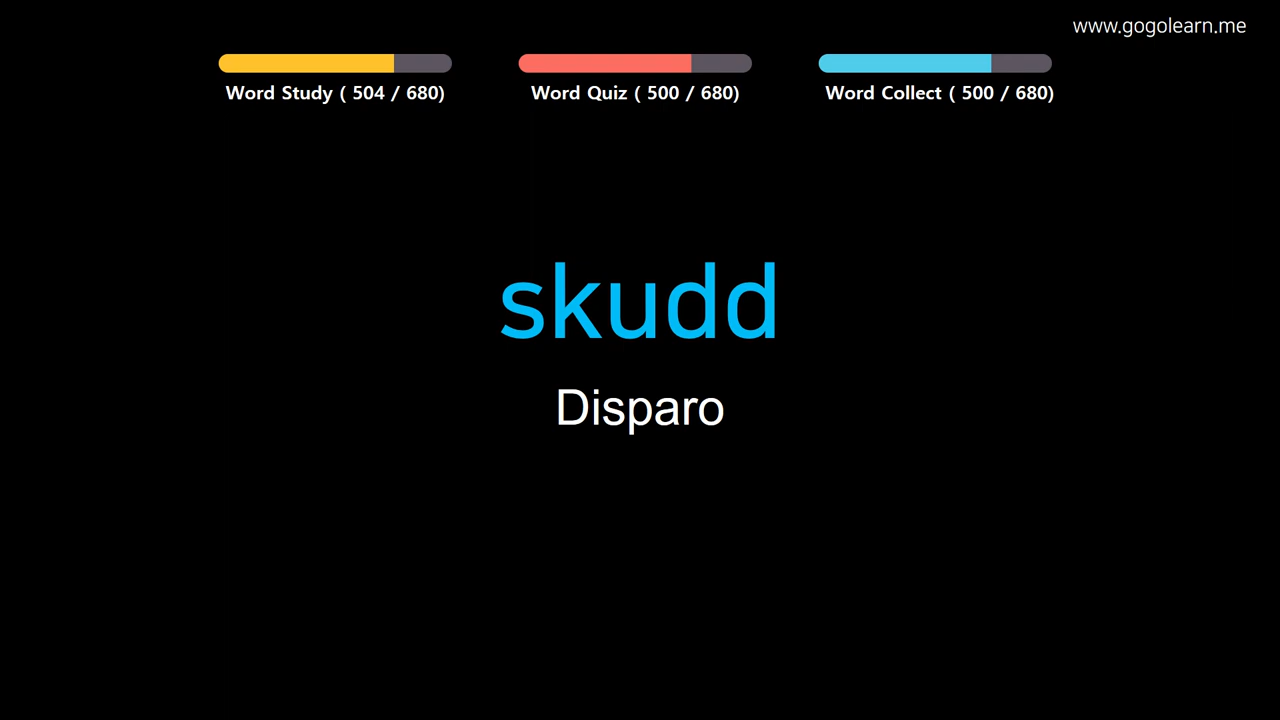 www.gogolearn.me
Word Study ( 504 / 680)
Word Quiz ( 500 / 680)
Word Collect ( 500 / 680)
skudd
Disparo